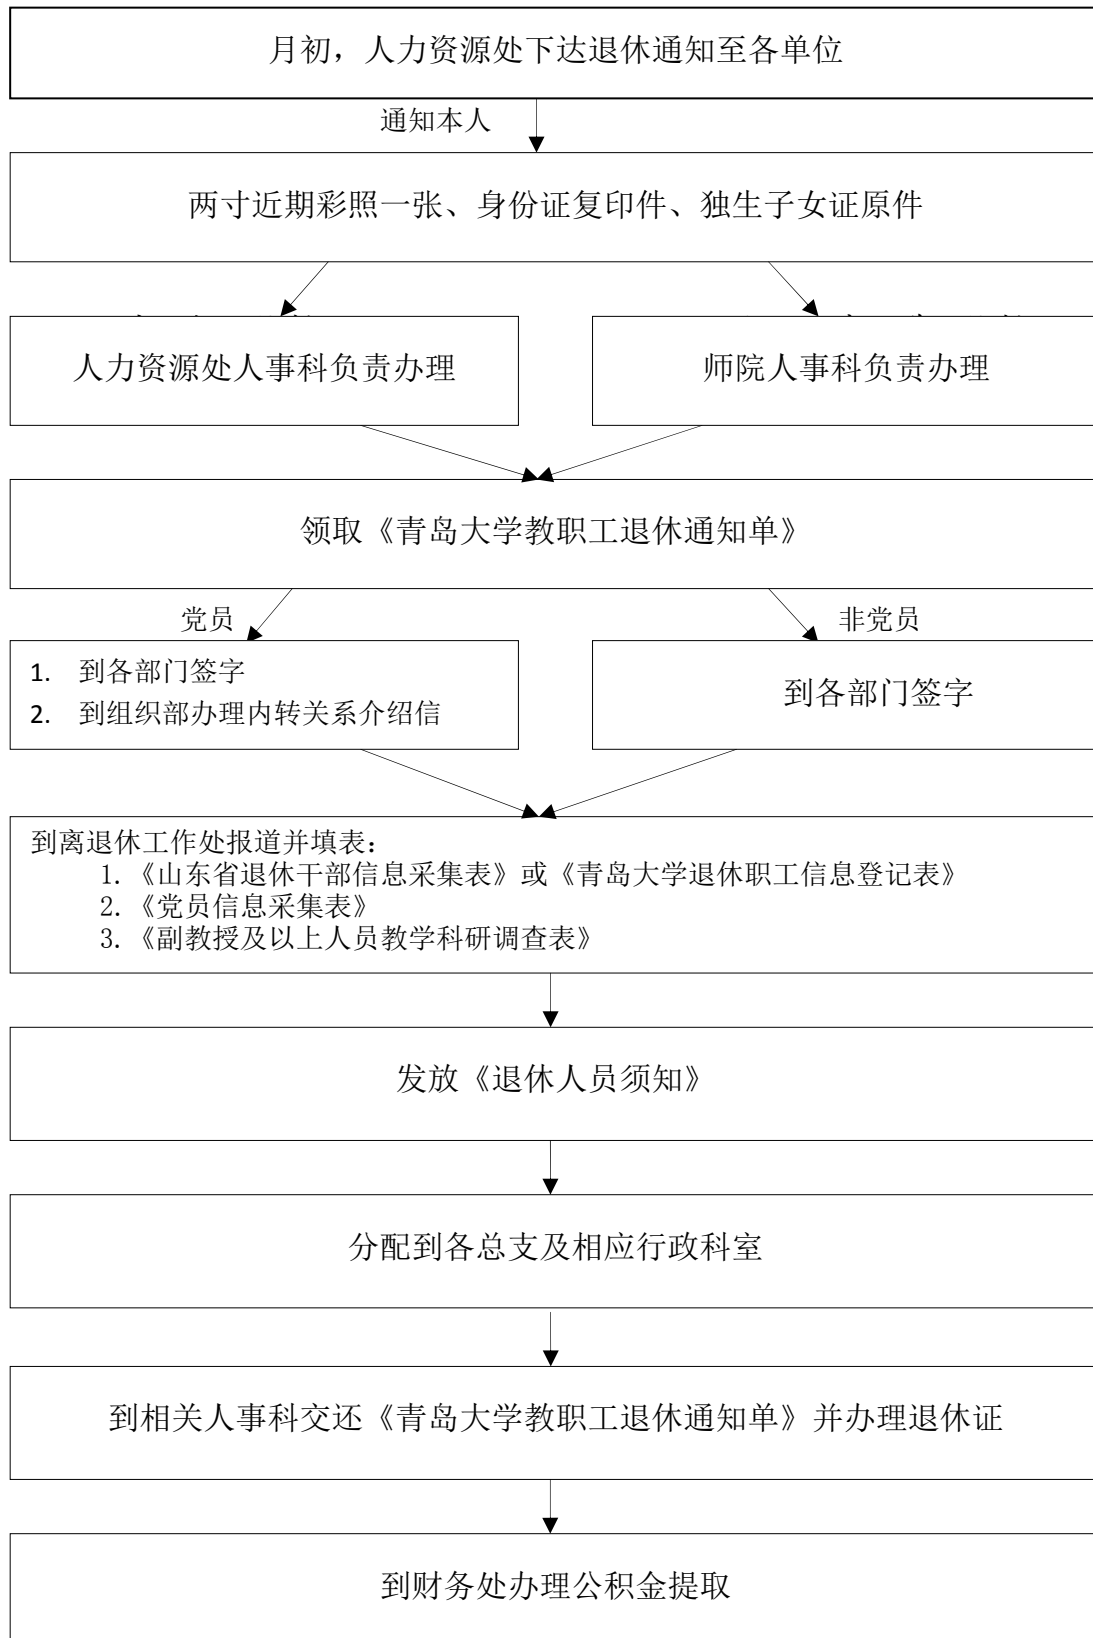 月初，人力资源处下达退休通知至各单位
通知本人
两寸近期彩照一张、身份证复印件、独生子女证原件
人力资源处人事科负责办理
师院人事科负责办理
领取《青岛大学教职工退休通知单》
党员
非党员
1. 到各部门签字
2. 到组织部办理内转关系介绍信
到各部门签字
到离退休工作处报道并填表：
1.《山东省退休干部信息采集表》或《青岛大学退休职工信息登记表》
2.《党员信息采集表》
3.《副教授及以上人员教学科研调查表》
发放《退休人员须知》
分配到各总支及相应行政科室
到相关人事科交还《青岛大学教职工退休通知单》并办理退休证
到财务处办理公积金提取